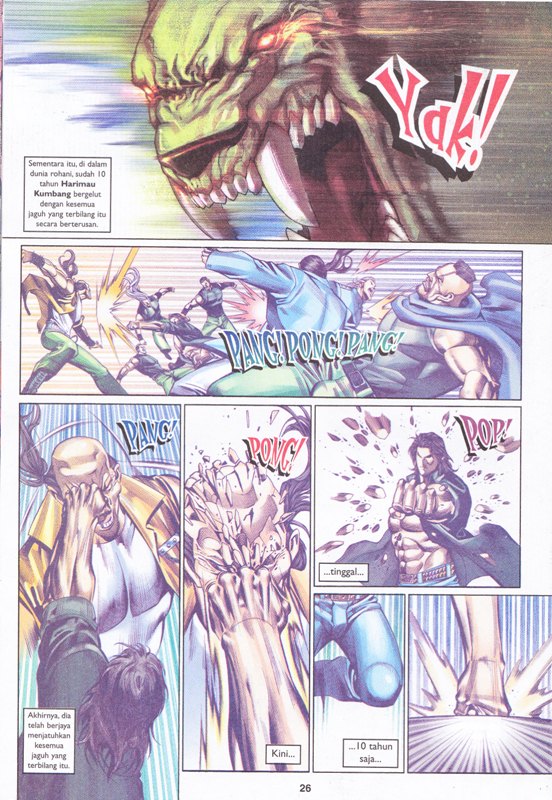 Yak!
Sementara itu, di dalam
dunia rohani, sudah 10
tahun Harimau
Kumbang bergelut
dengan kesemua
jaguh yang terbilang itu
secara berterusan.
PANG! PONG! PANG!
PANG!
PONG!
POP!
...tinggal...
Akhirnya, dia
telah berjaya
menjatuhkan
kesemua
jaguh yang
terbilang itu.
Kini...
...10 tahun
saja...
26